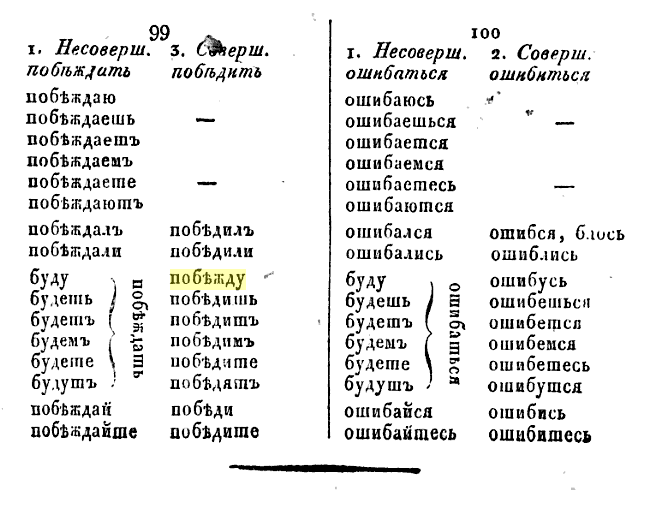 99
1. Несоверш. 3. Соверш.
побѣждать побѣдить
побѣждаю
побѣждаешь —
побѣждаетъ
побѣждаемъ
побѣждаете —
побѣждаютъ
побѣждалъ побѣдилъ
побѣждали побѣдили
буду побѣжду
будешь побѣдишь
будетъ побѣдитъ
будемъ побѣдимъ
будете побѣдите
будутъ побѣдятъ
побѣждать
побѣждай побѣди
побѣждайте побѣдите
100
1. Несоверш. 2. Соверш.
ошибаться ошибиться
ошибаюсь
ошибаешься —
ошибается
ошибаемся
ошибаетесь —
ошибаются
ошибался ошибся, блось
ошибались ошиблись
буду ошибусь
будешь ошибешься
будетъ ошибется
будемъ ошибемся
будете ошибетесь
будутъ ошибутся
ошибаться
ошибайся ошибись
ошибайтесь ошибитесь